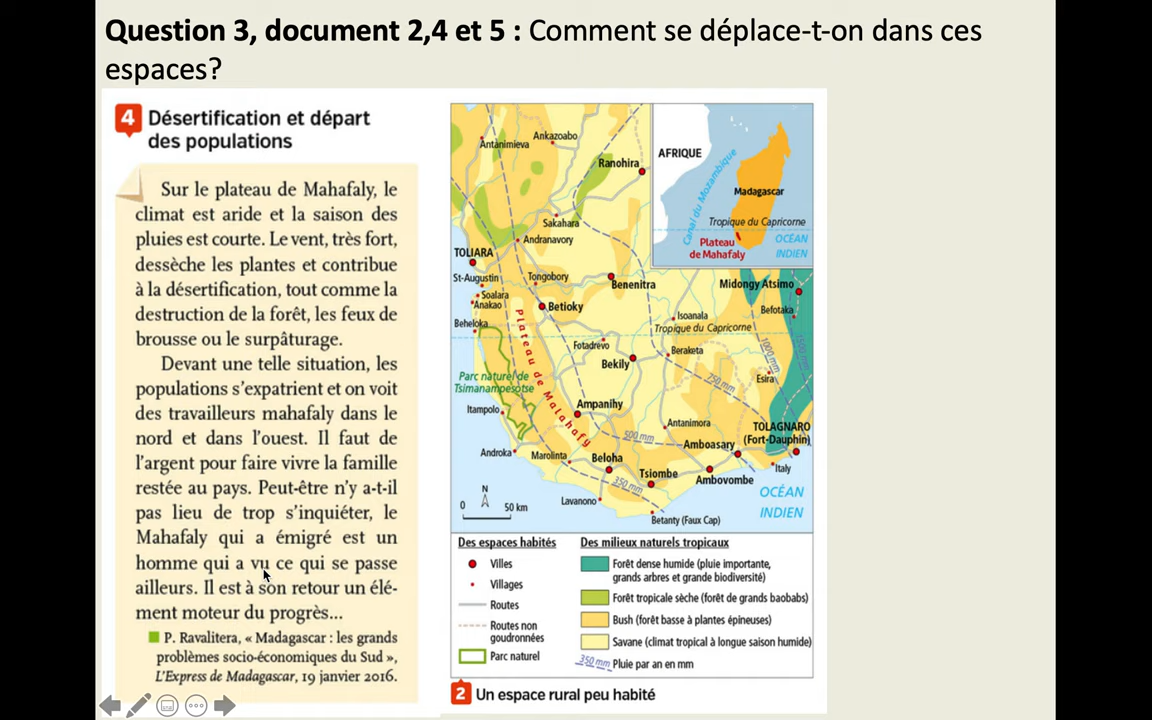 Question 3, document 2,4 et 5 : Comment se déplace-t-on dans ces
espaces?
4 Désertification et départ
des populations
Sur le plateau de Mahafaly, le
climat est aride et la saison des
pluies est courte. Le vent, très fort,
dessèche les plantes et contribue
à la désertification, tout comme la
destruction de la forêt, les feux de
brousse ou le surpâturage.
Devant une telle situation, les
populations s'expatrient et on voit
des travailleurs mahafaly dans le
nord et dans l'ouest. Il faut de
l'argent pour faire vivre la famille
restée au pays. Peut-être n'y a-t-il
pas lieu de trop s'inquiéter, le
Mahafaly qui a émigré est un
homme qui a vu ce qui se passe
ailleurs. Il est à son retour un élé-
ment moteur du progrès...
P. Ravalitera, « Madagascar : les grands
problèmes socio-économiques du Sud »,
L'Express de Madagascar, 19 janvier 2016.
Antanimieva
Ankazoabo
Ranohira
Sakahara
Andranavory
TOLIARA
St-Augustin
Tongobory
Soalara
Anakao
Betioky
Benenitra
Beheloka
Midongy Atsimo
Befotaka
Isoanala
Tropique du Capricorne
Fotadrevo
Beraketa
Bekily
Esira
Plateau de Mahafaly
Parc naturel de
Tsimanampesotse
Itampolo
Ampanihy
Antanimora
TOLAGNARO
(Fort-Dauphin)
Amboasary
Androka
Marolinta
Beloha
Tsiombe
Ambovombe
Italy
Lavanono
Betanty (Faux Cap)
1500 mm
1000 mm
750 mm
500 mm
350 mm
OCÉAN
INDIEN
N
0 50 km
AFRIQUE
Canal du Mozambique
Madagascar
Tropique du Capricorne
Plateau
de Mahafaly
OCÉAN
INDIEN
Des espaces habités
Villes
Villages
Routes
Routes non
goudronnées
Parc naturel
Des milieux naturels tropicaux
Forêt dense humide (pluie importante,
grands arbres et grande biodiversité)
Forêt tropicale sèche (forêt de grands baobabs)
Bush (forêt basse à plantes épineuses)
Savane (climat tropical à longue saison humide)
350 mm Pluie par an en mm
2 Un espace rural peu habité